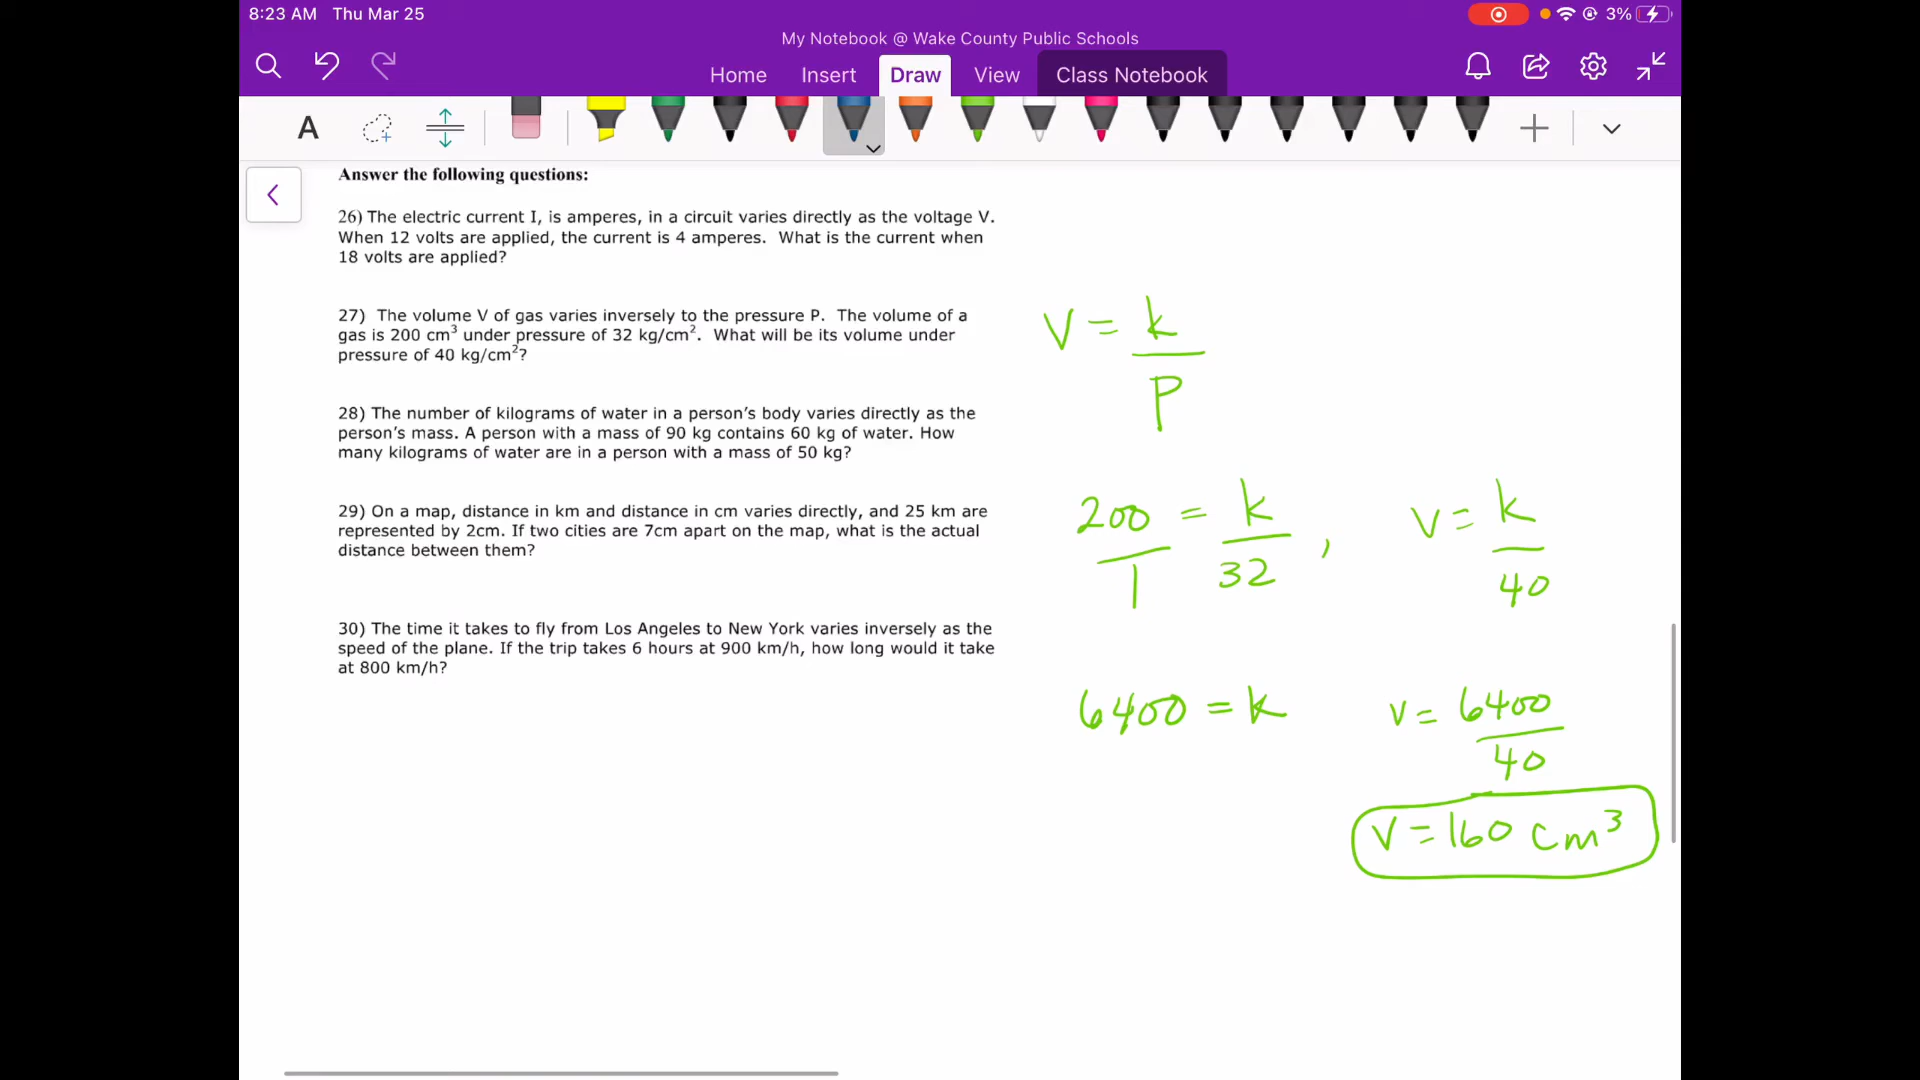 8:23 AM Thu Mar 25
3%
My Notebook @ Wake County Public Schools
Home Insert Draw View Class Notebook
A
Answer the following questions:
26) The electric current I, is amperes, in a circuit varies directly as the voltage V.
When 12 volts are applied, the current is 4 amperes. What is the current when
18 volts are applied?
27) The volume V of gas varies inversely to the pressure P. The volume of a
gas is 200 cm³ under pressure of 32 kg/cm². What will be its volume under
pressure of 40 kg/cm²?
28) The number of kilograms of water in a person's body varies directly as the
person's mass. A person with a mass of 90 kg contains 60 kg of water. How
many kilograms of water are in a person with a mass of 50 kg?
29) On a map, distance in km and distance in cm varies directly, and 25 km are
represented by 2cm. If two cities are 7cm apart on the map, what is the actual
distance between them?
30) The time it takes to fly from Los Angeles to New York varies inversely as the
speed of the plane. If the trip takes 6 hours at 900 km/h, how long would it take
at 800 km/h?
V = k
P
200 = k , V = k
1 32 40
6400 = k V = 6400
40
V = 160 cm³